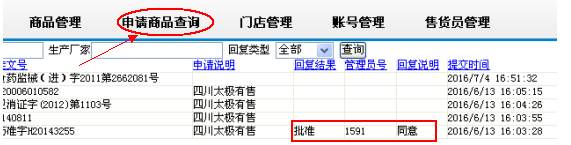 商品管理 申请商品查询 门店管理 账号管理 售货员管理
生产厂家 回复类型 全部 查询
文号 申请说明 回复结果 管理员号 回复说明 提交时间
药监械(进)字2011第2662081号 2016/7/4 16:51:32
20006010582 四川太极有售 2016/6/13 16:05:15
消证字(2012)第1103号 四川太极有售 2016/6/13 16:04:26
140811 四川太极有售 2016/6/13 16:03:55
准字H20143255 四川太极有售 批准 1591 同意 2016/6/13 16:03:28